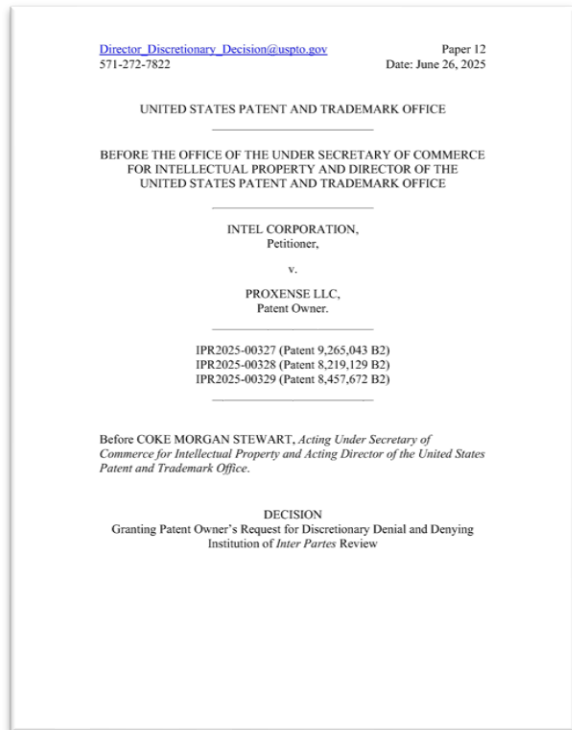 Director_Discretionary_Decision@uspto.gov Paper 12
571-272-7822 Date: June 26, 2025
UNITED STATES PATENT AND TRADEMARK OFFICE
BEFORE THE OFFICE OF THE UNDER SECRETARY OF COMMERCE
FOR INTELLECTUAL PROPERTY AND DIRECTOR OF THE
UNITED STATES PATENT AND TRADEMARK OFFICE
INTEL CORPORATION,
Petitioner,
v.
PROXENSE LLC,
Patent Owner.
IPR2025-00327 (Patent 9,265,043 B2)
IPR2025-00328 (Patent 8,219,129 B2)
IPR2025-00329 (Patent 8,457,672 B2)
Before COKE MORGAN STEWART, Acting Under Secretary of
Commerce for Intellectual Property and Acting Director of the United States
Patent and Trademark Office.
DECISION
Granting Patent Owner's Request for Discretionary Denial and Denying
Institution of Inter Partes Review